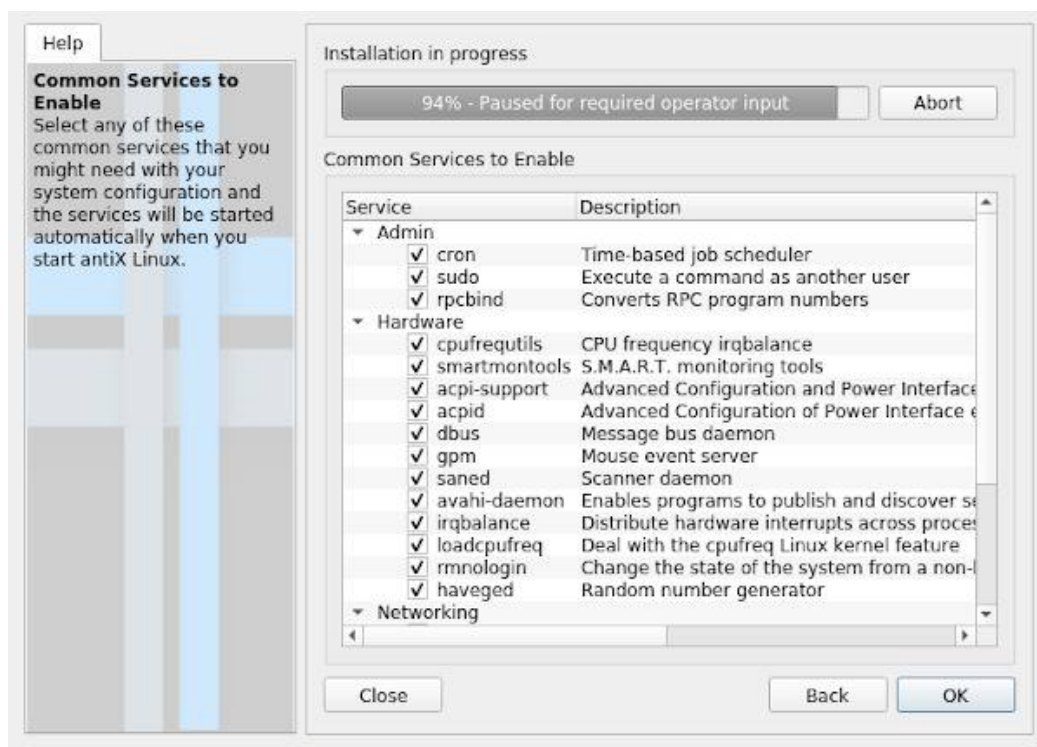 Help
Common Services to
Enable
Select any of these
common services that you
might need with your
system configuration and
the services will be started
automatically when you
start antiX Linux.
Installation in progress
94% - Paused for required operator input
Abort
Common Services to Enable
Service Description
Admin
cron Time-based job scheduler
sudo Execute a command as another user
rpcbind Converts RPC program numbers
Hardware
cpufrequtils CPU frequency irqbalance
smartmontools S.M.A.R.T. monitoring tools
acpi-support Advanced Configuration and Power Interface
acpid Advanced Configuration of Power Interface
dbus Message bus daemon
gpm Mouse event server
saned Scanner daemon
avahi-daemon Enables programs to publish and discover
irqbalance Distribute hardware interrupts across
loadcpufreq Deal with the cpufreq Linux kernel feature
rmnologin Change the state of the system from a
haveged Random number generator
Networking
Close Back OK